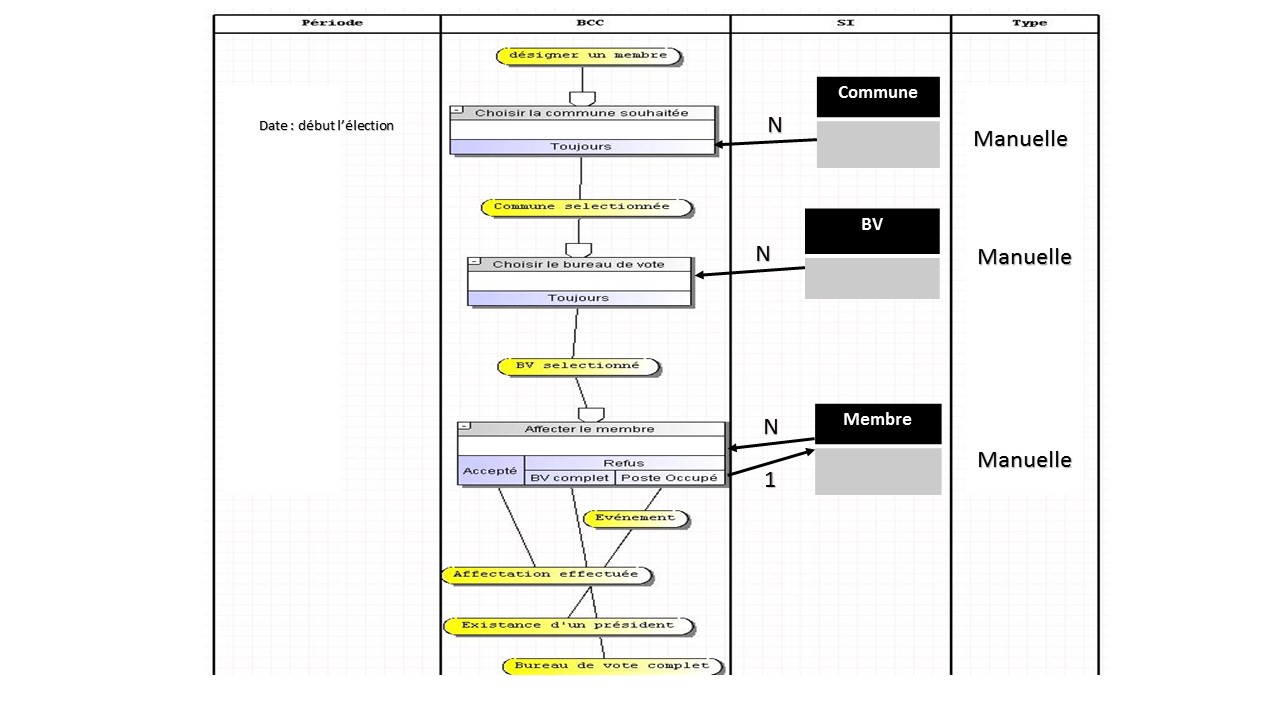 Période BCC SI Type
désigner un membre
Commune
Choisir la commune souhaitée
Date : début l’élection
N
Manuelle
Toujours
Commune selectionnée
BV
N
Manuelle
Choisir le bureau de vote
Toujours
BV selectionné
Membre
N
Affecter le membre
Manuelle
Accepté
Refus
BV complet
Poste Occupé
1
Evénement
Affectation effectuée
Existance d'un président
Bureau de vote complet